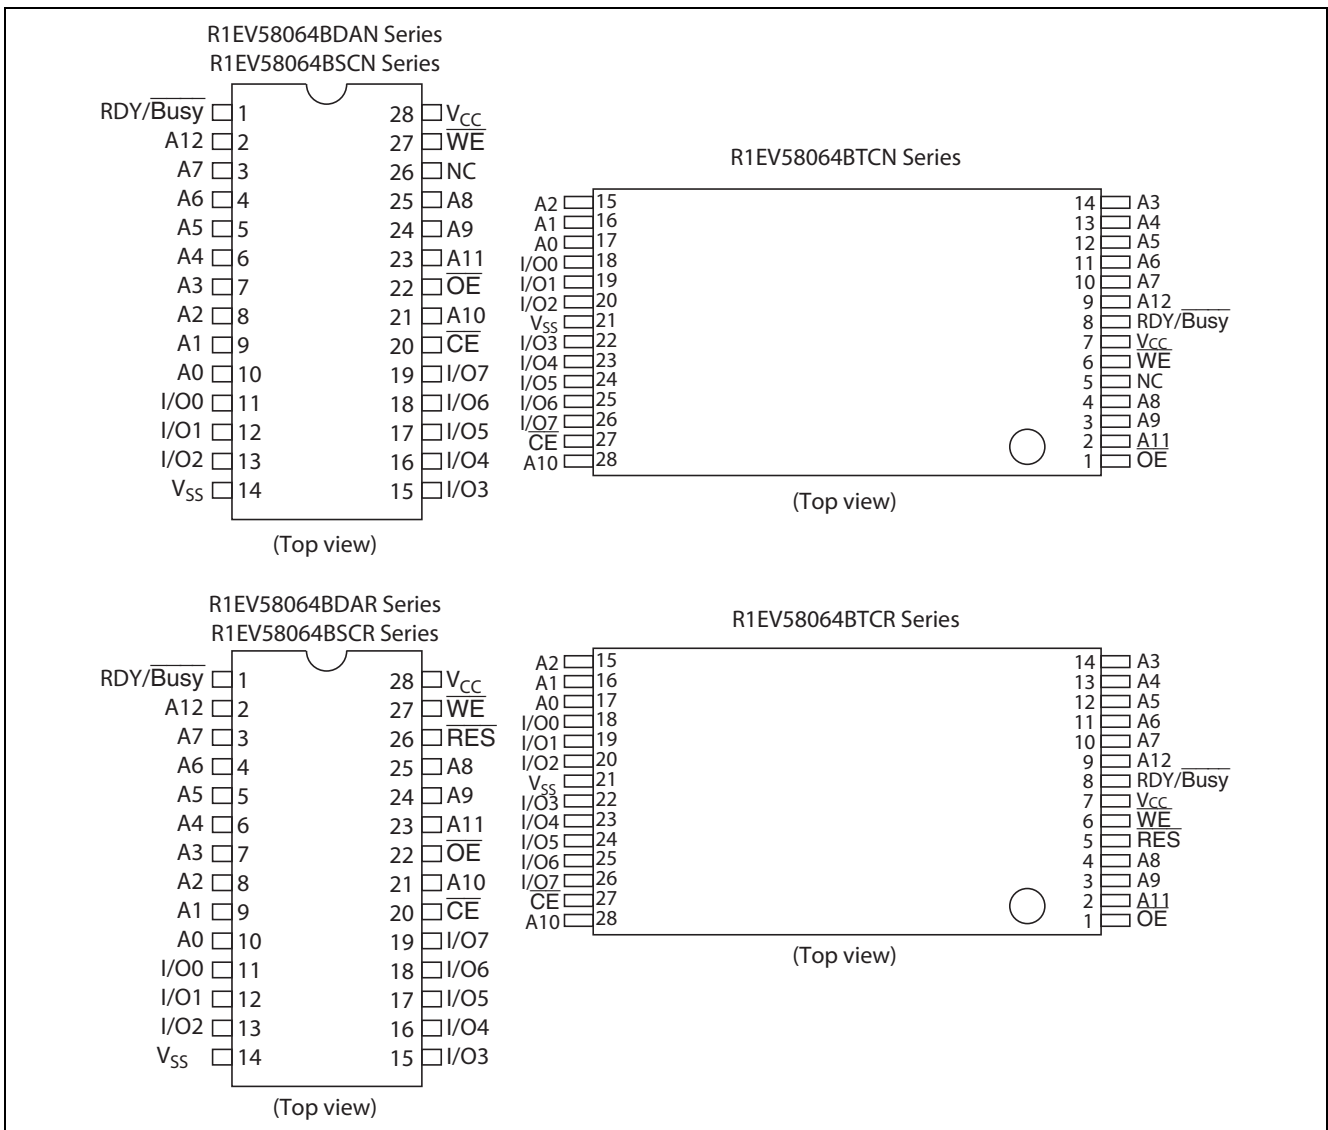 R1EV58064BDAN Series
R1EV58064BSCN Series
RDY/Busy 1 28 VCC
A12 2 27 WE
A7 3 26 NC
A6 4 25 A8
A5 5 24 A9
A4 6 23 A11
A3 7 22 OE
A2 8 21 A10
A1 9 20 CE
A0 10 19 I/O7
I/O0 11 18 I/O6
I/O1 12 17 I/O5
I/O2 13 16 I/O4
VSS 14 15 I/O3
(Top view)
R1EV58064BTCN Series
A2 15 14 A3
A1 16 13 A4
A0 17 12 A5
I/O0 18 11 A6
I/O1 19 10 A7
I/O2 20 9 A12
VSS 21 8 RDY/Busy
I/O3 22 7 VCC
I/O4 23 6 WE
I/O5 24 5 NC
I/O6 25 4 A8
I/O7 26 3 A9
CE 27 2 A11
A10 28 1 OE
(Top view)
R1EV58064BDAR Series
R1EV58064BSCR Series
RDY/Busy 1 28 VCC
A12 2 27 WE
A7 3 26 RES
A6 4 25 A8
A5 5 24 A9
A4 6 23 A11
A3 7 22 OE
A2 8 21 A10
A1 9 20 CE
A0 10 19 I/O7
I/O0 11 18 I/O6
I/O1 12 17 I/O5
I/O2 13 16 I/O4
VSS 14 15 I/O3
(Top view)
R1EV58064BTCR Series
A2 15 14 A3
A1 16 13 A4
A0 17 12 A5
I/O0 18 11 A6
I/O1 19 10 A7
I/O2 20 9 A12
VSS 21 8 RDY/Busy
I/O3 22 7 VCC
I/O4 23 6 WE
I/O5 24 5 RES
I/O6 25 4 A8
I/O7 26 3 A9
CE 27 2 A11
A10 28 1 OE
(Top view)